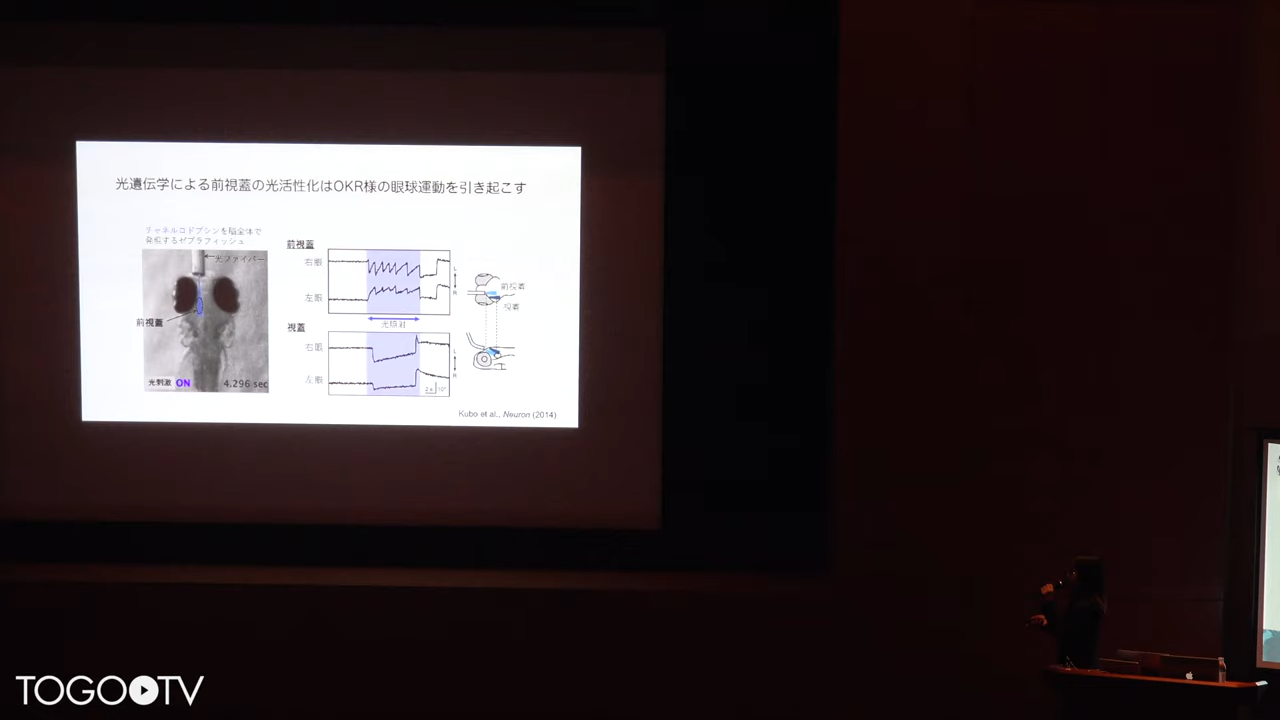 光遺伝学による前視蓋の光活性化はOKR様の眼球運動を引き起こす
チャネルロドプシンを脳全体で
発現するゼブラフィッシュ
光ファイバー
前視蓋
光刺激 ON
4.296 sec
前視蓋
右眼
左眼
L
R
光照射
視蓋
右眼
左眼
L
R
2 s
10°
前視蓋
視蓋
Kubo et al., Neuron (2014)
TOGOTV